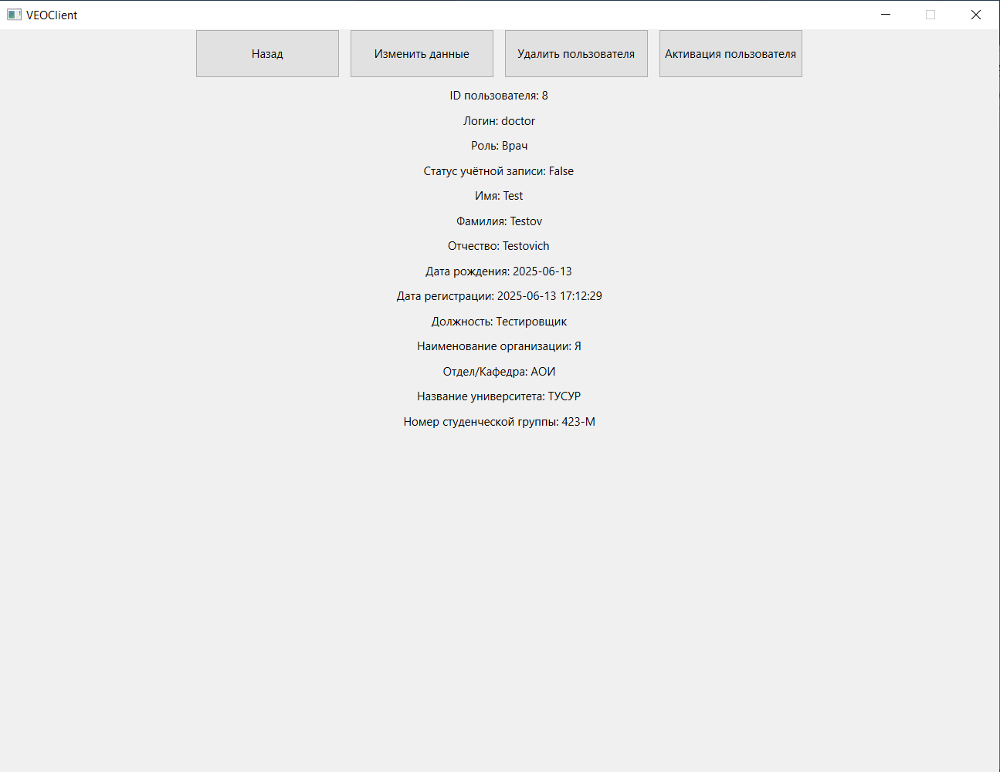 VEOClient
Назад
Изменить данные
Удалить пользователя
Активация пользователя
ID пользователя: 8
Логин: doctor
Роль: Врач
Статус учётной записи: False
Имя: Test
Фамилия: Testov
Отчество: Testovich
Дата рождения: 2025-06-13
Дата регистрации: 2025-06-13 17:12:29
Должность: Тестировщик
Наименование организации: Я
Отдел/Кафедра: АОИ
Название университета: ТУСУР
Номер студенческой группы: 423-М